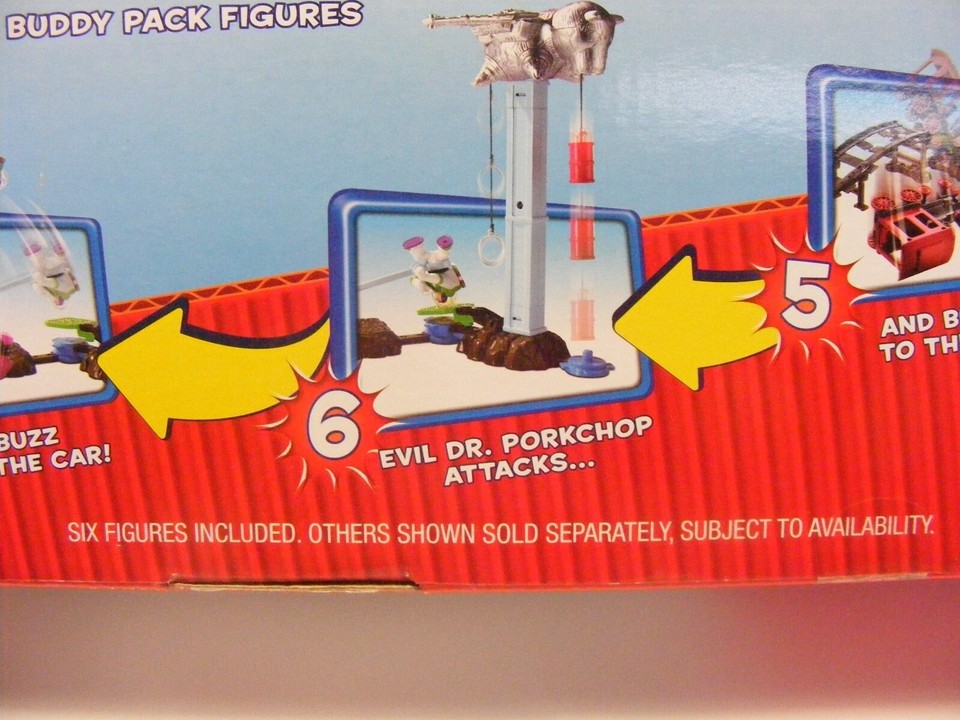 BUDDY PACK FIGURES
5
AND B
TO TH
6
EVIL DR. PORKCHOP
ATTACKS...
BUZZ
THE CAR!
SIX FIGURES INCLUDED. OTHERS SHOWN SOLD SEPARATELY, SUBJECT TO AVAILABILITY.